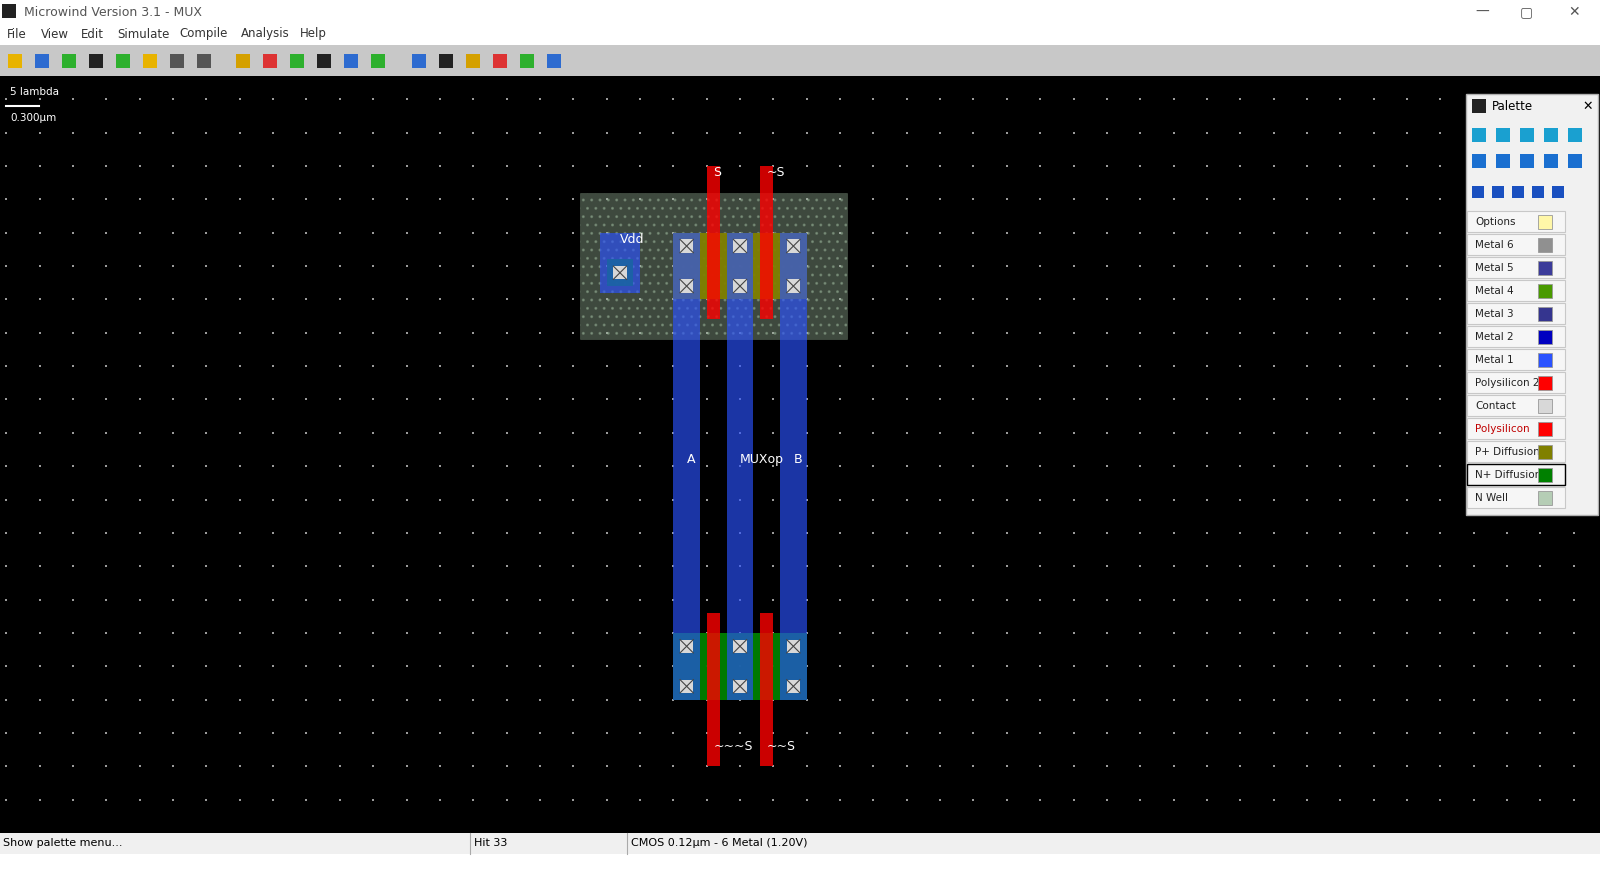 Microwind Version 3.1 - MUX
File View Edit Simulate Compile Analysis Help
5 lambda
0.300µm
Palette
S ~S
Vdd
Options
Metal 6
Metal 5
Metal 4
Metal 3
Metal 2
Metal 1
Polysilicon 2
Contact
Polysilicon
P+ Diffusion
N+ Diffusion
N Well
A MUXop B
~~~S ~~S
Show palette menu... Hit 33 CMOS 0.12µm - 6 Metal (1.20V)